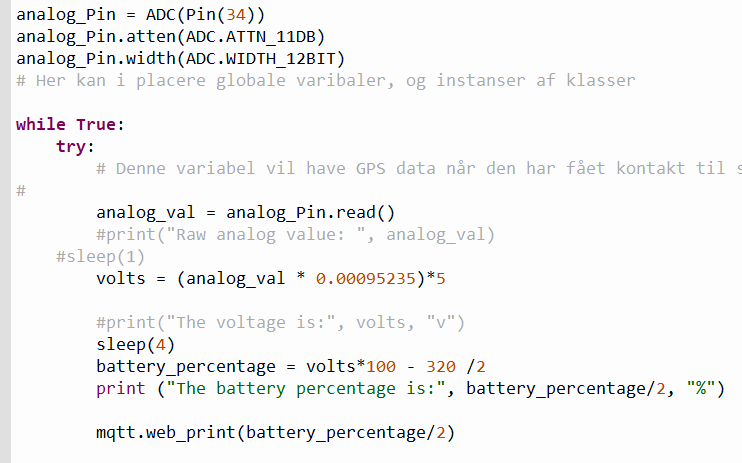 analog_Pin = ADC(Pin(34))
analog_Pin.atten(ADC.ATTN_11DB)
analog_Pin.width(ADC.WIDTH_12BIT)
# Her kan i placere globale varibaler, og instanser af klasser
while True:
    try:
        # Denne variabel vil have GPS data når den har fået kontakt til s
#
        analog_val = analog_Pin.read()
        #print("Raw analog value: ", analog_val)
    #sleep(1)
        volts = (analog_val * 0.00095235)*5
        #print("The voltage is:", volts, "v")
        sleep(4)
        battery_percentage = volts*100 - 320 /2
        print ("The battery percentage is:", battery_percentage/2, "%")
        mqtt.web_print(battery_percentage/2)